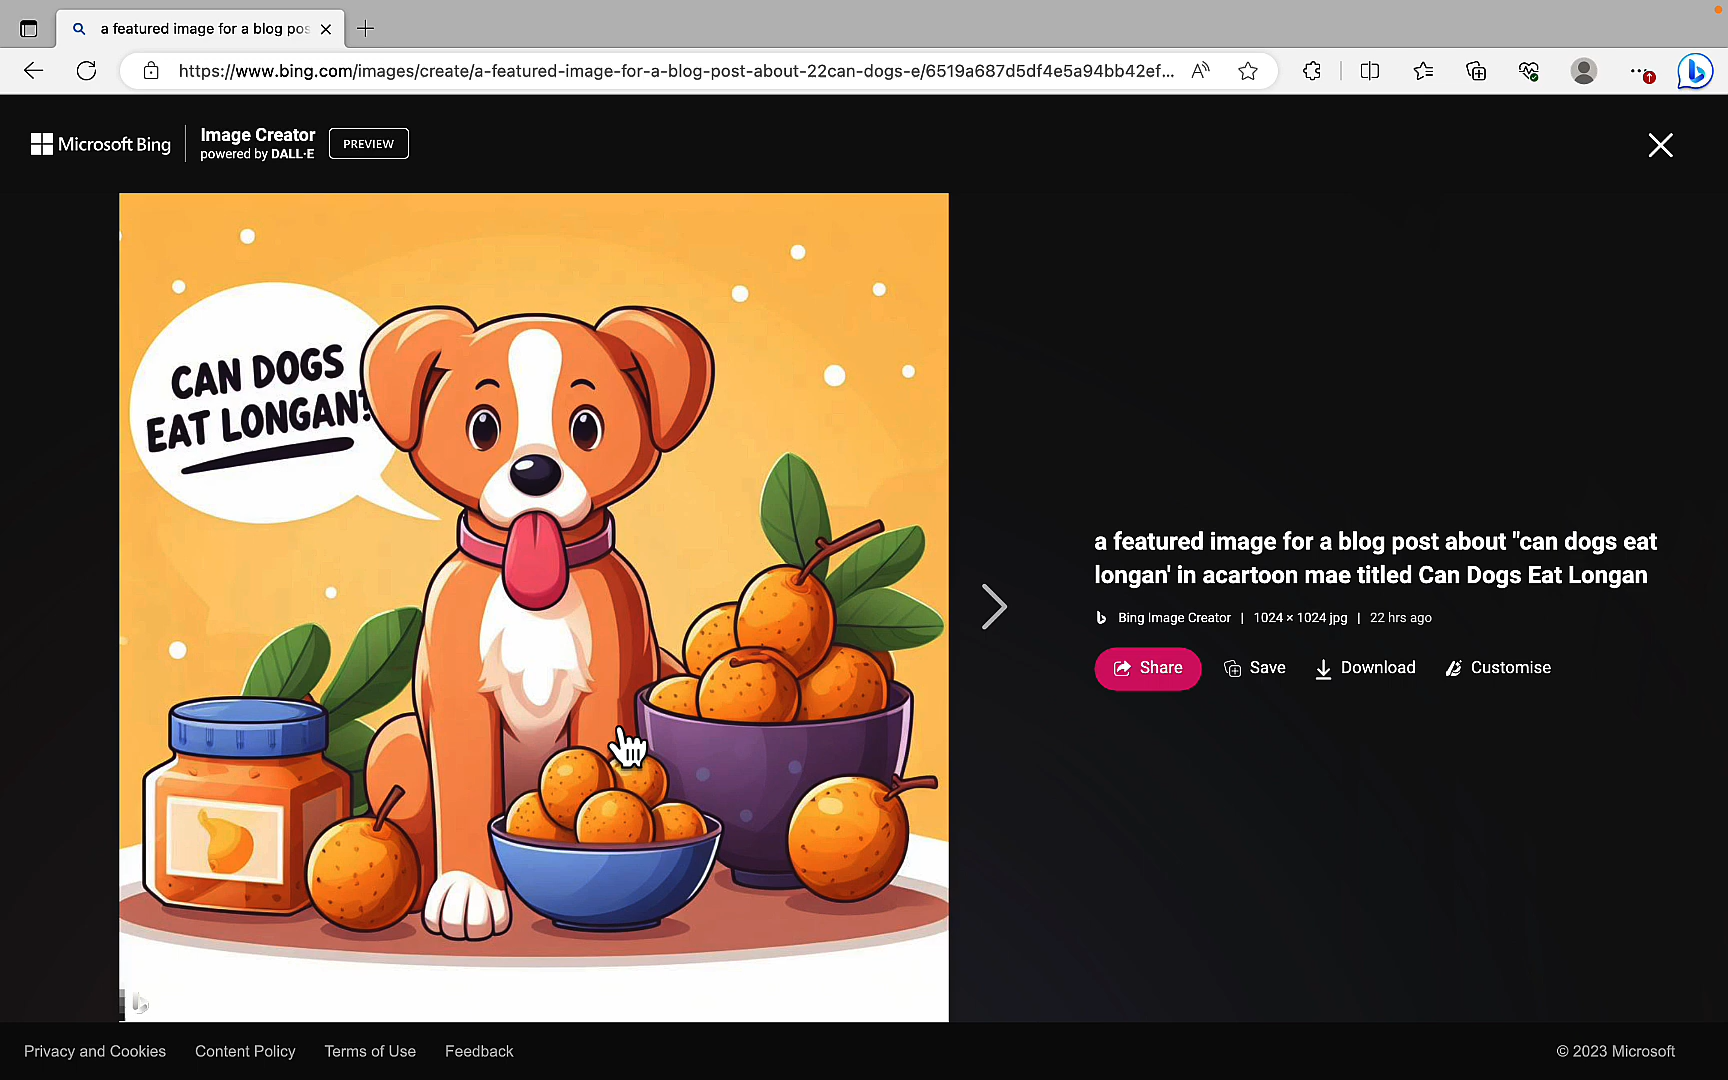 a featured image for a blog pos
https://www.bing.com/images/create/a-featured-image-for-a-blog-post-about-22can-dogs-e/6519a687d5df4e5a94bb42ef...
Microsoft Bing
Image Creator
powered by DALL·E
PREVIEW
CAN DOGS
EAT LONGAN?
a featured image for a blog post about "can dogs eat
longan' in acartoon mae titled Can Dogs Eat Longan
Bing Image Creator | 1024 × 1024 jpg | 22 hrs ago
Share Save Download Customise
Privacy and Cookies Content Policy Terms of Use Feedback © 2023 Microsoft